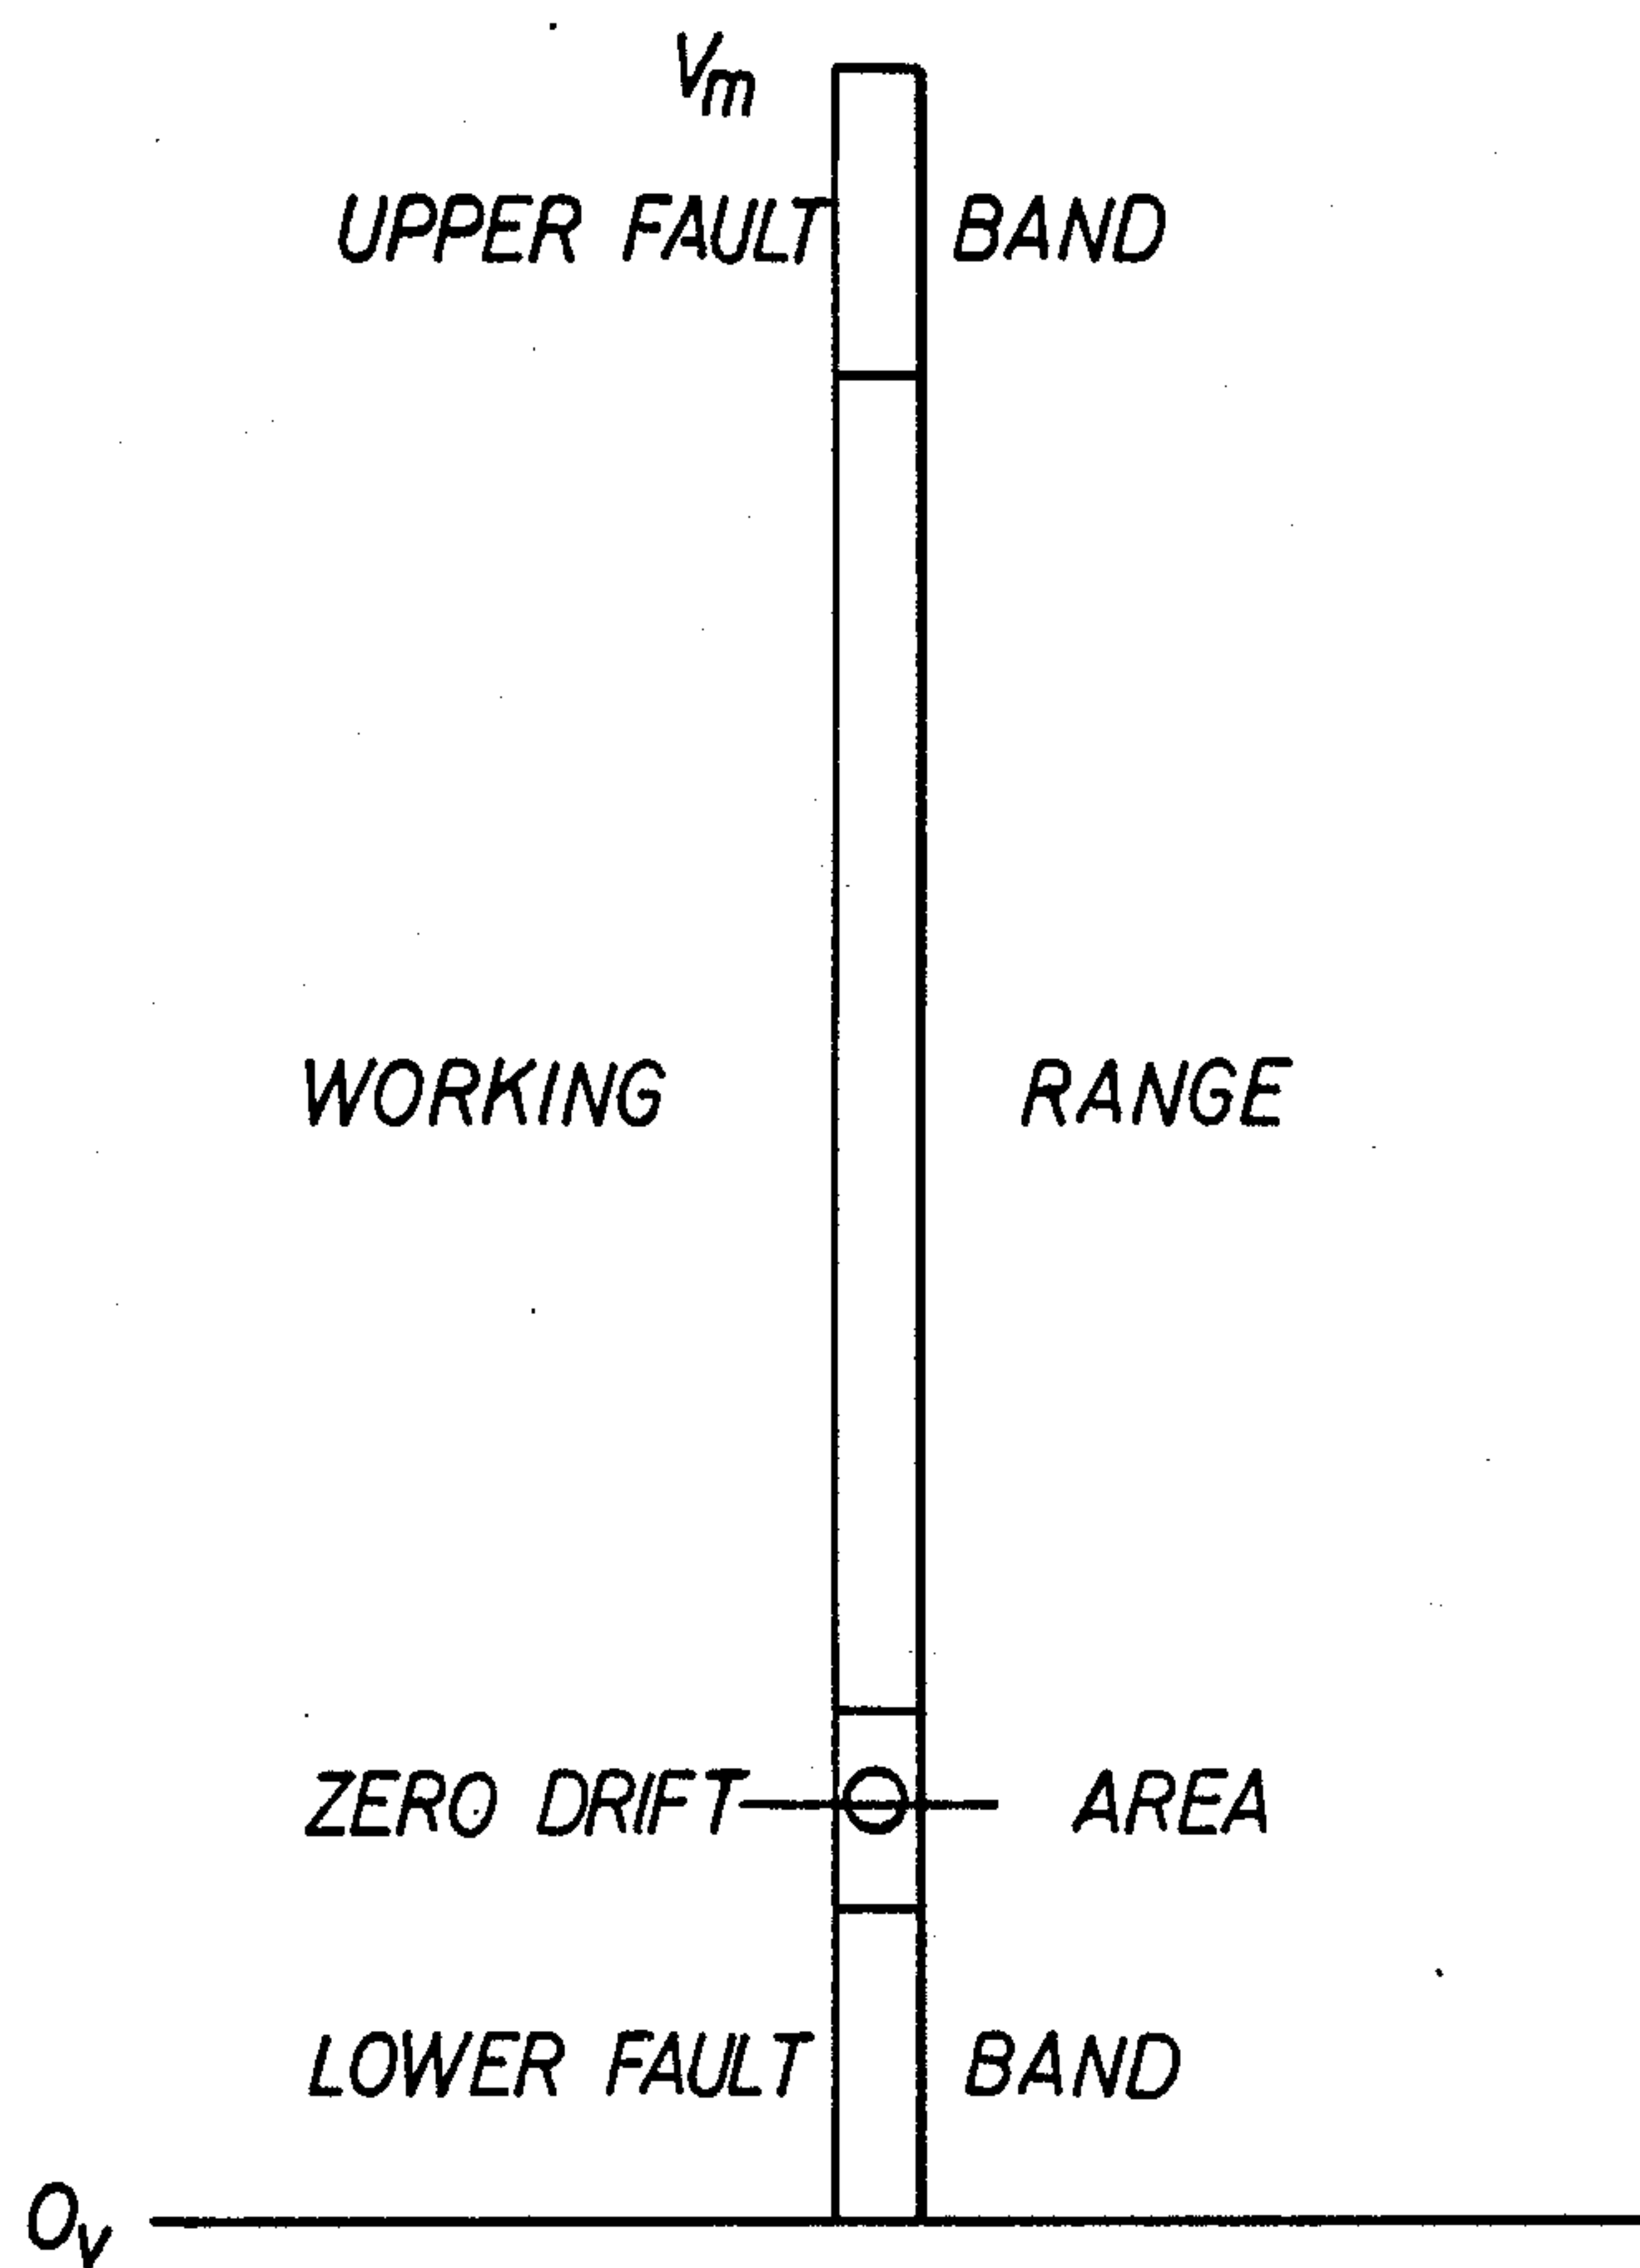 Vm
UPPER FAULT BAND
WORKING RANGE
ZERO DRIFT O AREA
LOWER FAULT BAND
Ov